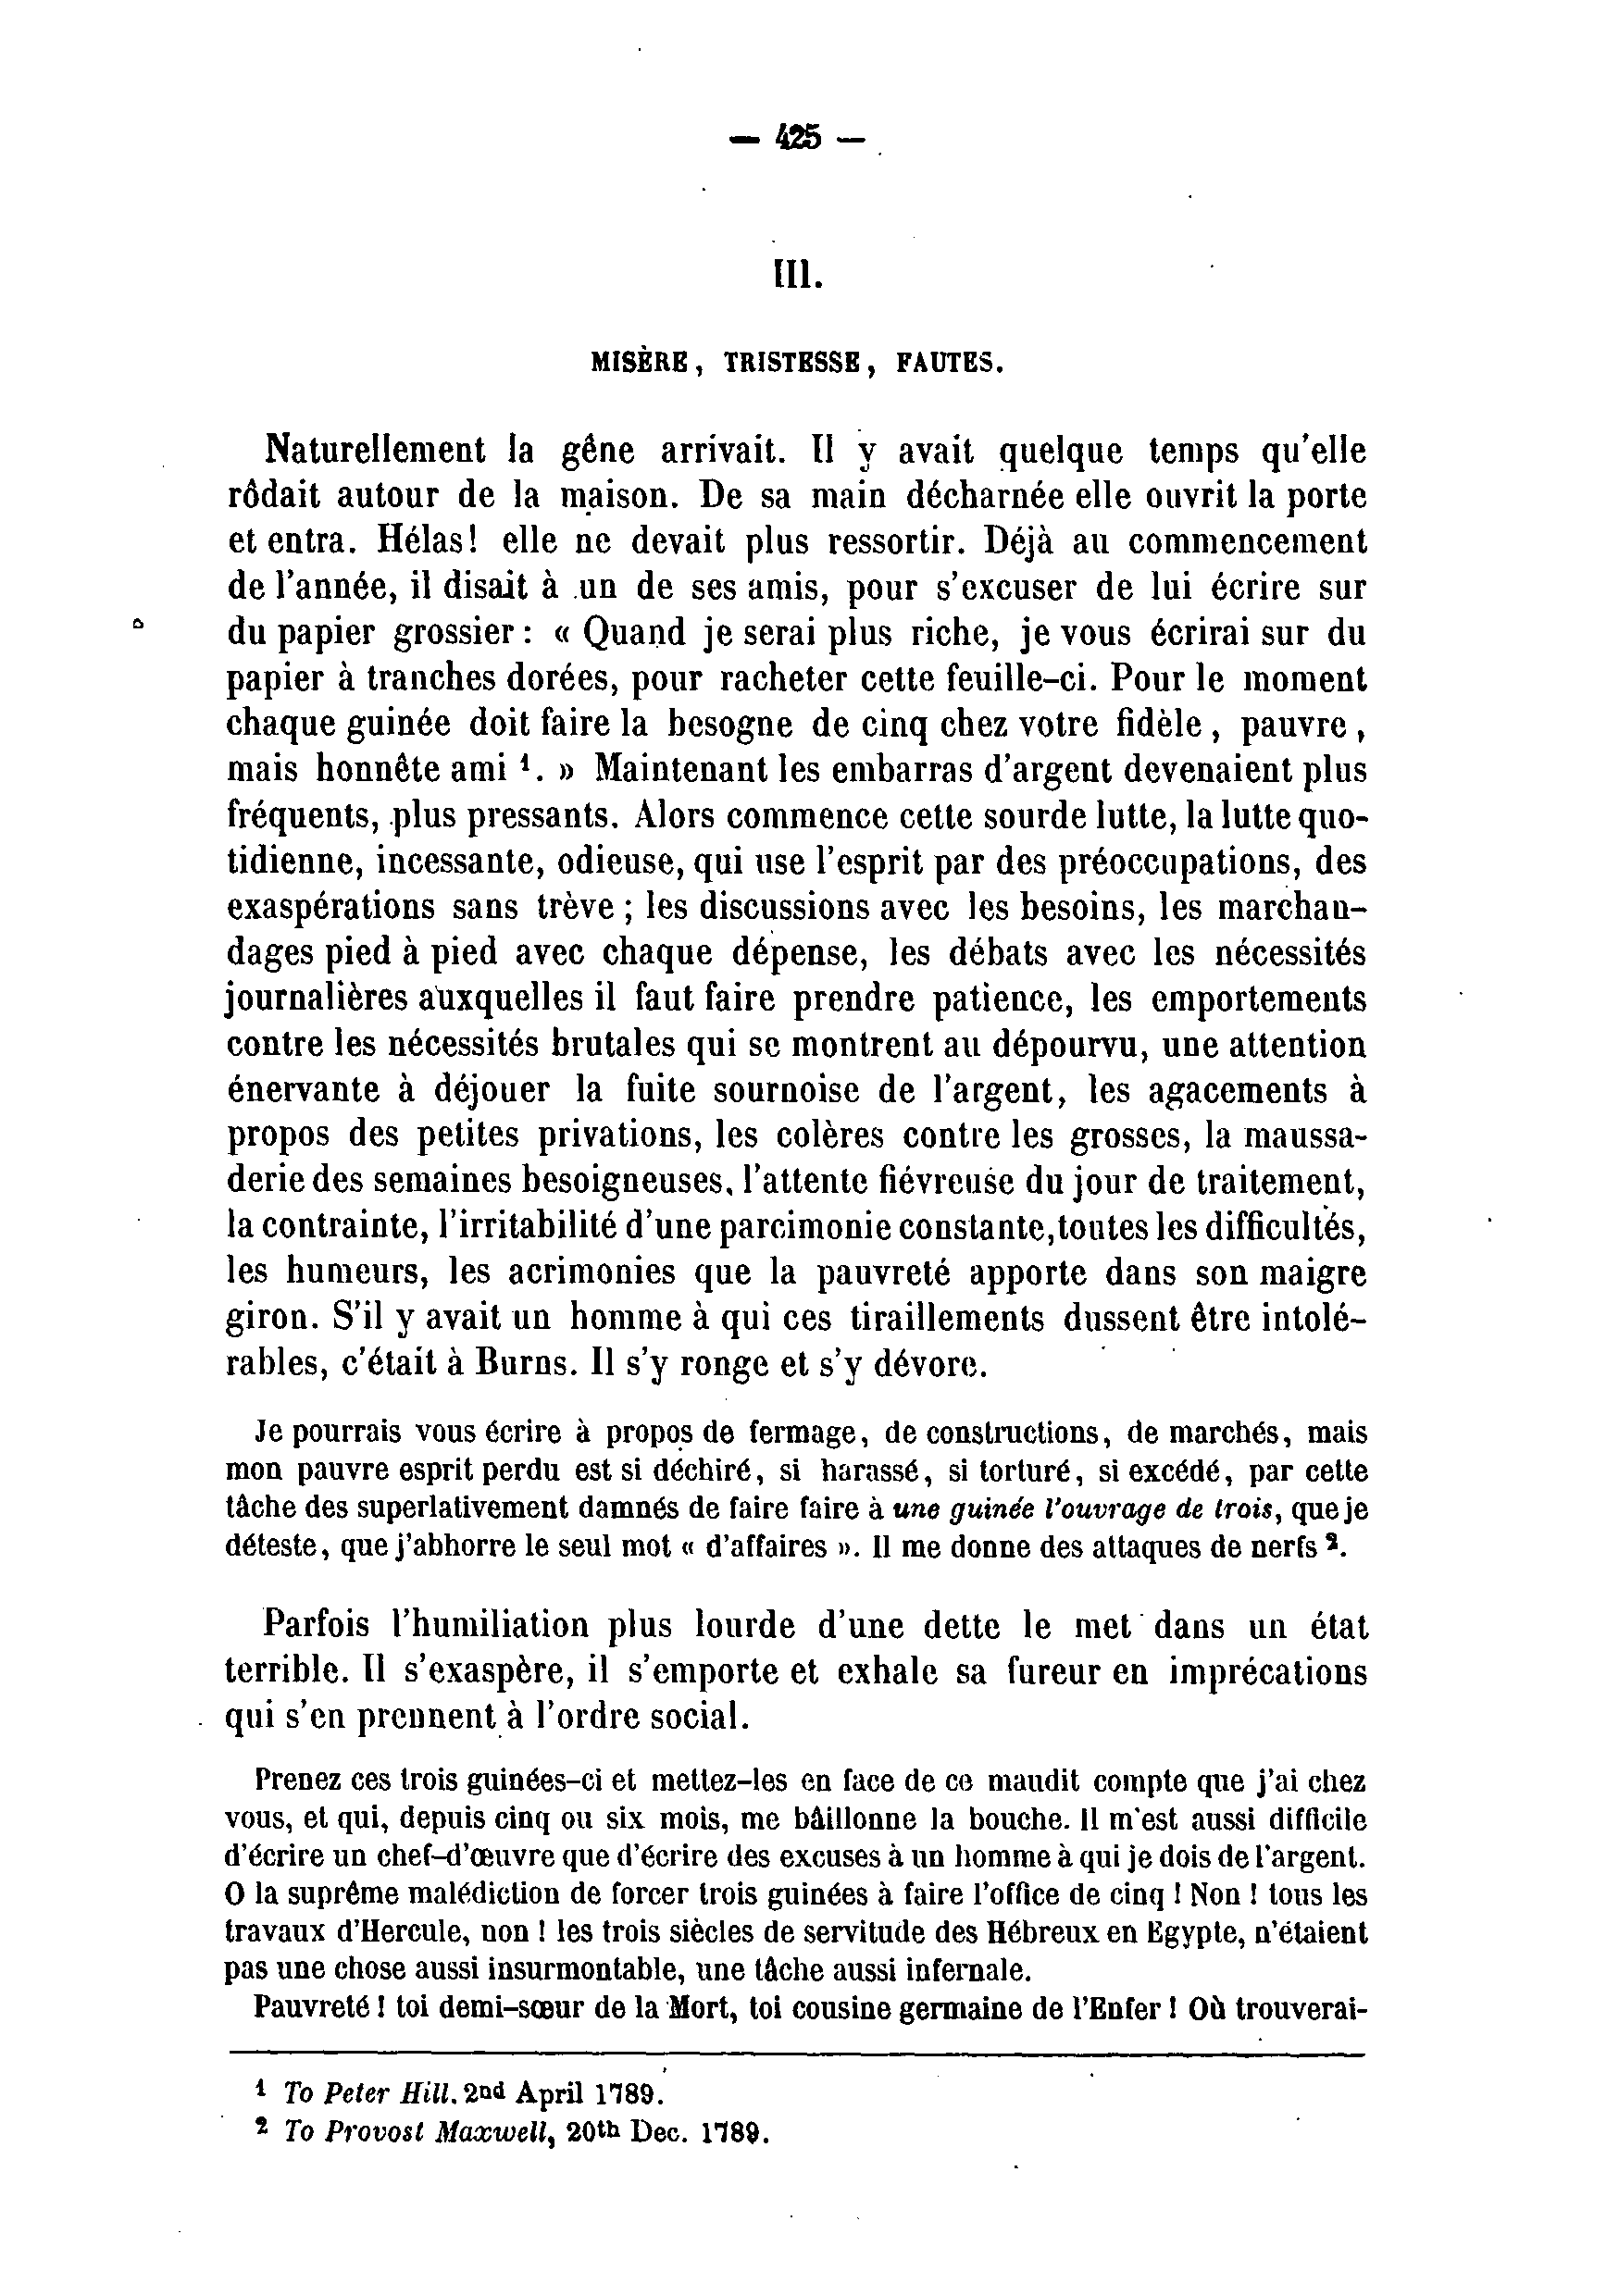 — 425 —
III.
MISÈRE, TRISTESSE, FAUTES.
Naturellement la gêne arrivait. Il y avait quelque temps qu'elle
rôdait autour de la maison. De sa main décharnée elle ouvrit la porte
et entra. Hélas! elle ne devait plus ressortir. Déjà au commencement
de l'année, il disait à un de ses amis, pour s'excuser de lui écrire sur
du papier grossier : « Quand je serai plus riche, je vous écrirai sur du
papier à tranches dorées, pour racheter cette feuille-ci. Pour le moment
chaque guinée doit faire la besogne de cinq chez votre fidèle, pauvre,
mais honnête ami ¹. » Maintenant les embarras d'argent devenaient plus
fréquents, plus pressants. Alors commence cette sourde lutte, la lutte quo-
tidienne, incessante, odieuse, qui use l'esprit par des préoccupations, des
exaspérations sans trève ; les discussions avec les besoins, les marchan-
dages pied à pied avec chaque dépense, les débats avec les nécessités
journalières auxquelles il faut faire prendre patience, les emportements
contre les nécessités brutales qui se montrent au dépourvu, une attention
énervante à déjouer la fuite sournoise de l'argent, les agacements à
propos des petites privations, les colères contre les grosses, la maussa-
derie des semaines besoigneuses, l'attente fiévreuse du jour de traitement,
la contrainte, l'irritabilité d'une parcimonie constante, toutes les difficultés,
les humeurs, les acrimonies que la pauvreté apporte dans son maigre
giron. S'il y avait un homme à qui ces tiraillements dussent être intolé-
rables, c'était à Burns. Il s'y ronge et s'y dévore.
Je pourrais vous écrire à propos de fermage, de constructions, de marchés, mais
mon pauvre esprit perdu est si déchiré, si harassé, si torturé, si excédé, par cette
tâche des superlativement damnés de faire faire à une guinée l'ouvrage de trois, que je
déteste, que j'abhorre le seul mot « d'affaires ». Il me donne des attaques de nerfs ².
Parfois l'humiliation plus lourde d'une dette le met dans un état
terrible. Il s'exaspère, il s'emporte et exhale sa fureur en imprécations
qui s'en prennent à l'ordre social.
Prenez ces trois guinées-ci et mettez-les en face de ce maudit compte que j'ai chez
vous, et qui, depuis cinq ou six mois, me bâillonne la bouche. Il m'est aussi difficile
d'écrire un chef-d'œuvre que d'écrire des excuses à un homme à qui je dois de l'argent.
O la suprême malédiction de forcer trois guinées à faire l'office de cinq ! Non ! tous les
travaux d'Hercule, non ! les trois siècles de servitude des Hébreux en Egypte, n'étaient
pas une chose aussi insurmontable, une tâche aussi infernale.
Pauvreté ! toi demi-sœur de la Mort, toi cousine germaine de l'Enfer ! Où trouverai-
¹ To Peter Hill. 2nd April 1789.
² To Provost Maxwell, 20th Dec. 1789.